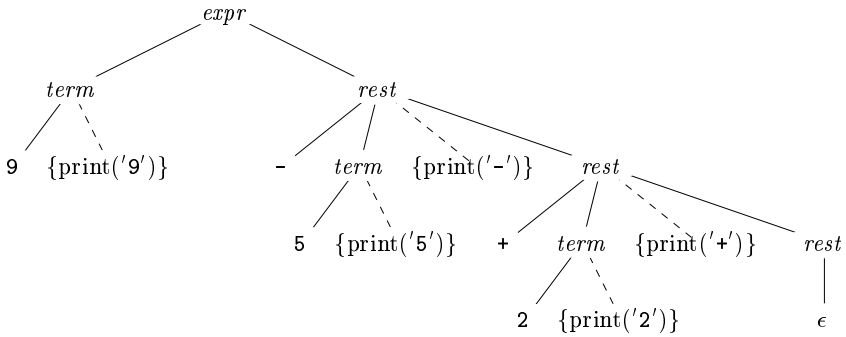 expr
term rest
9 {print('9')} - term {print('-')} rest
5 {print('5')} + term {print('+')} rest
2 {print('2')} ϵ